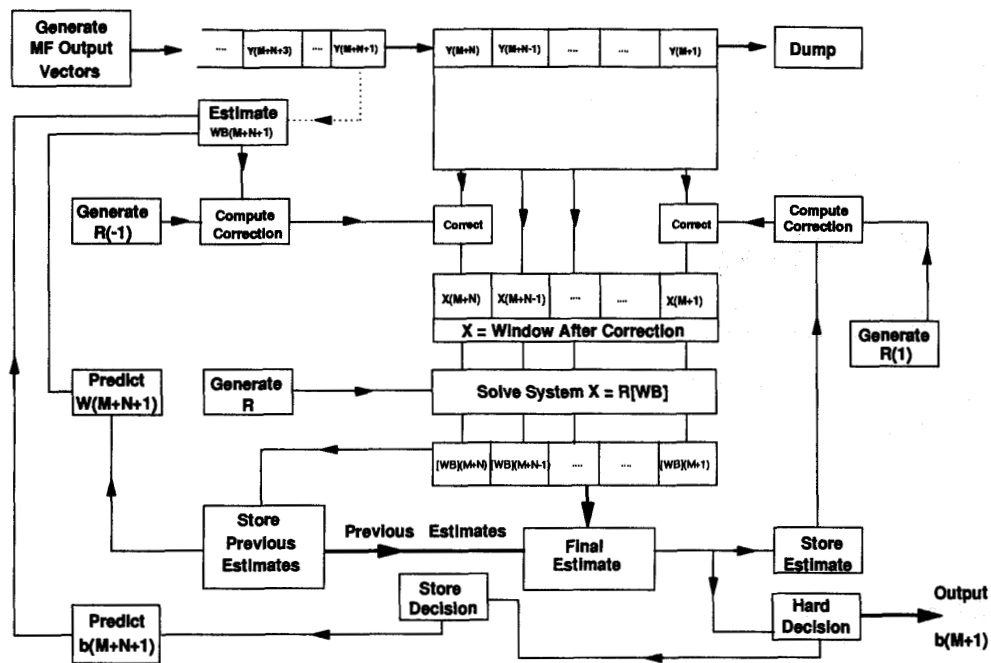 Generate
MF Output
Vectors
.... Y(M+N+3) .... Y(M+N+1)
Y(M+N) Y(M+N-1) .... .... Y(M+1)
Dump
Estimate
WB(M+N+1)
Generate
R(-1)
Compute
Correction
Correct
Correct
Compute
Correction
X(M+N) X(M+N-1) .... .... X(M+1)
X = Window After Correction
Generate
R(1)
Predict
W(M+N+1)
Generate
R
Solve System X = R[WB]
[WB](M+N) [WB](M+N-1) .... .... [WB](M+1)
Store
Previous
Estimates
Previous Estimates
Final
Estimate
Store
Estimate
Store
Decision
Predict
b(M+N+1)
Hard
Decision
Output
b(M+1)